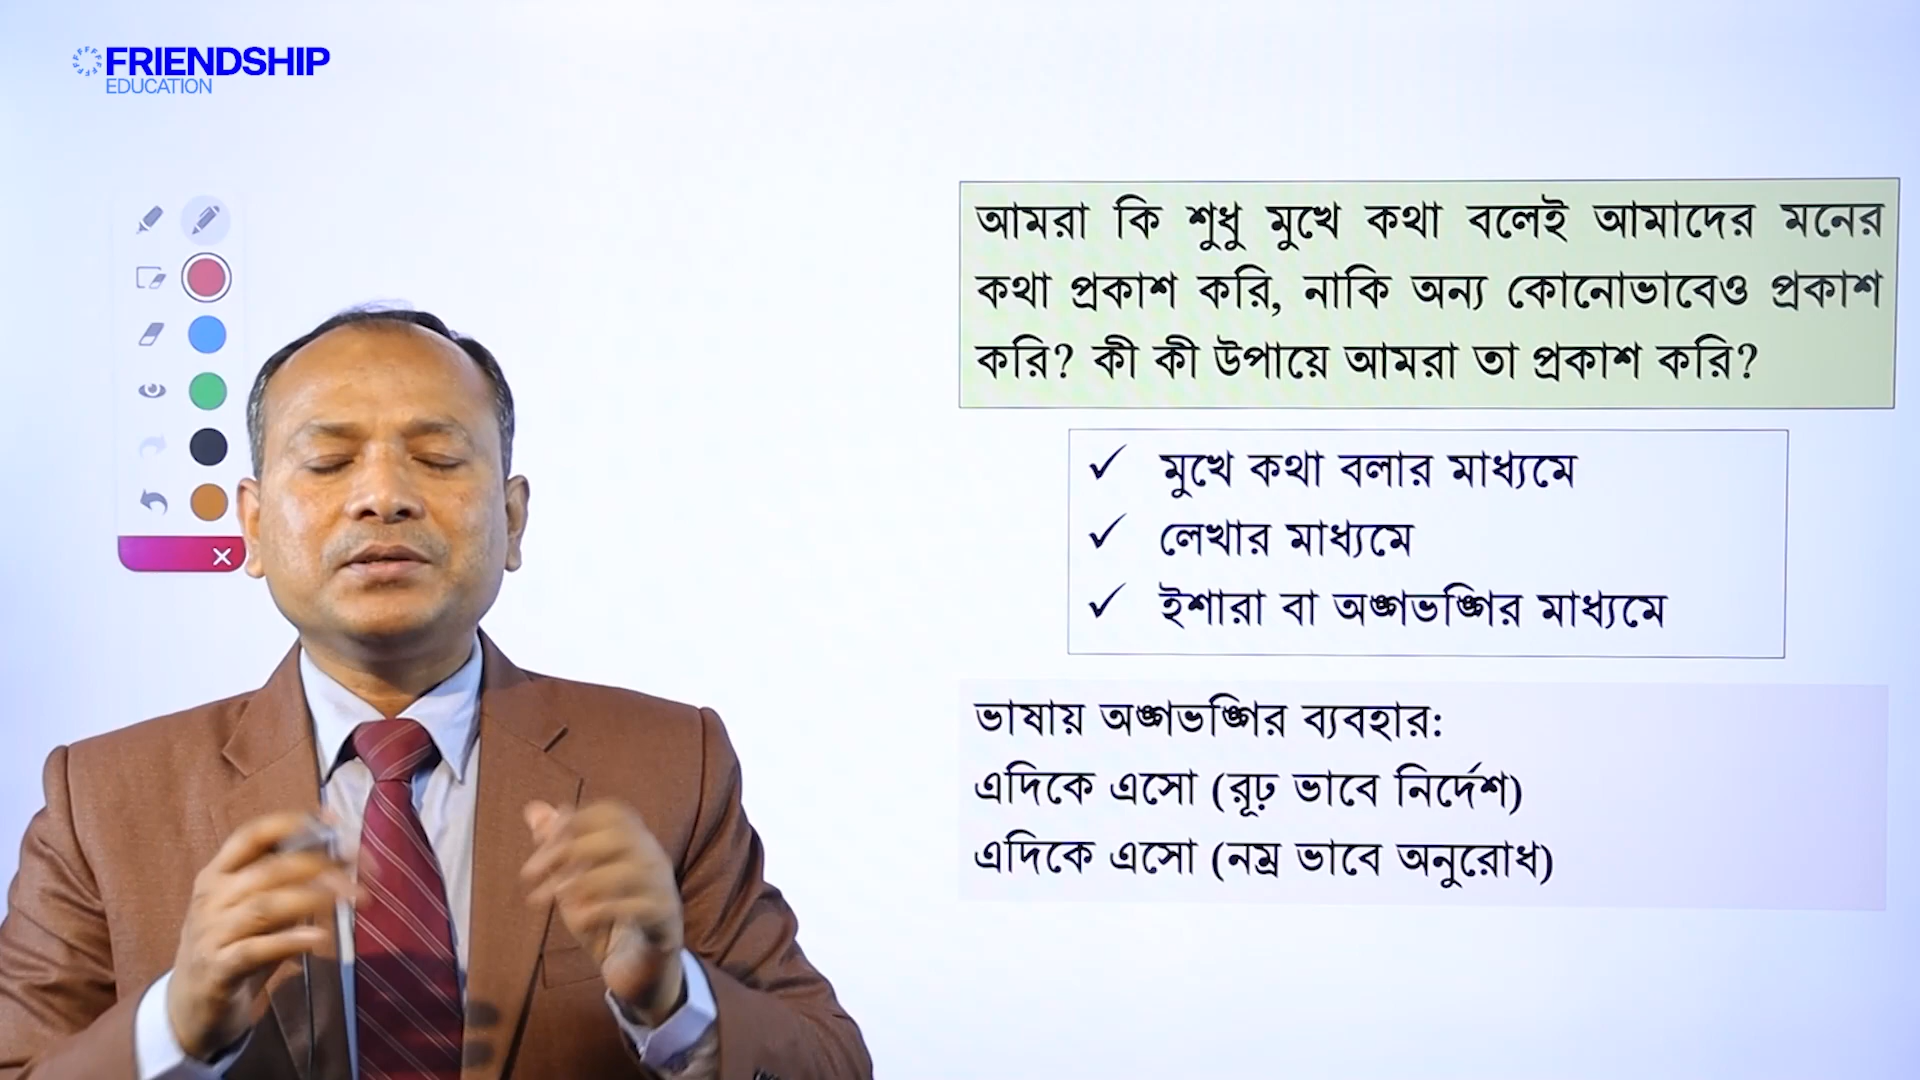 FRIENDSHIP
EDUCATION
আমরা কি শুধু মুখে কথা বলেই আমাদের মনের
কথা প্রকাশ করি, নাকি অন্য কোনোভাবেও প্রকাশ
করি? কী কী উপায়ে আমরা তা প্রকাশ করি?
✓ মুখে কথা বলার মাধ্যমে
✓ লেখার মাধ্যমে
✓ ইশারা বা অঙ্গভঙ্গির মাধ্যমে
ভাষায় অঙ্গভঙ্গির ব্যবহার:
এদিকে এসো (রূঢ় ভাবে নির্দেশ)
এদিকে এসো (নম্র ভাবে অনুরোধ)